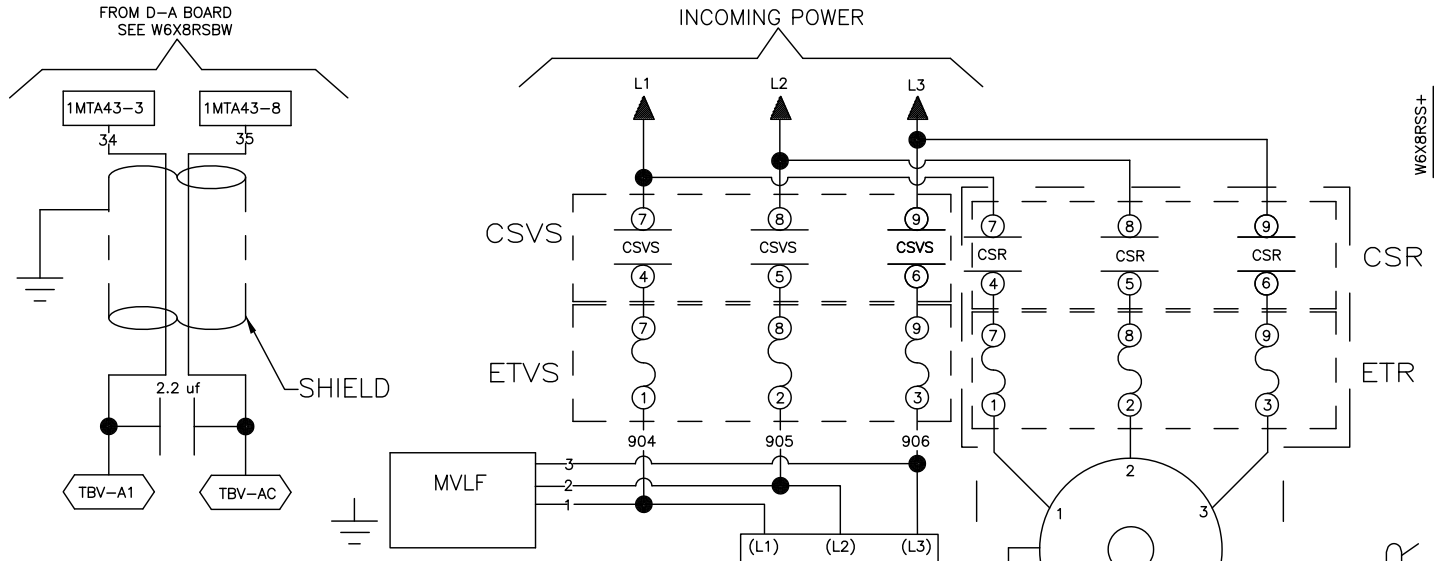 FROM D-A BOARD
SEE W6X8RSBW
INCOMING POWER
L1 L2 L3
1MTA43-3 1MTA43-8
34 35
W6X8RSS+
CSVS
7 8 9
CSVS CSVS CSVS
4 5 6
7 8 9
CSR CSR CSR
4 5 6
CSR
ETVS
7 8 9
1 2 3
7 8 9
1 2 3
ETR
2.2 uf
SHIELD
904 905 906
TBV-A1 TBV-AC
MVLF
3
2
1
(L1) (L2) (L3)
2
1 3
R